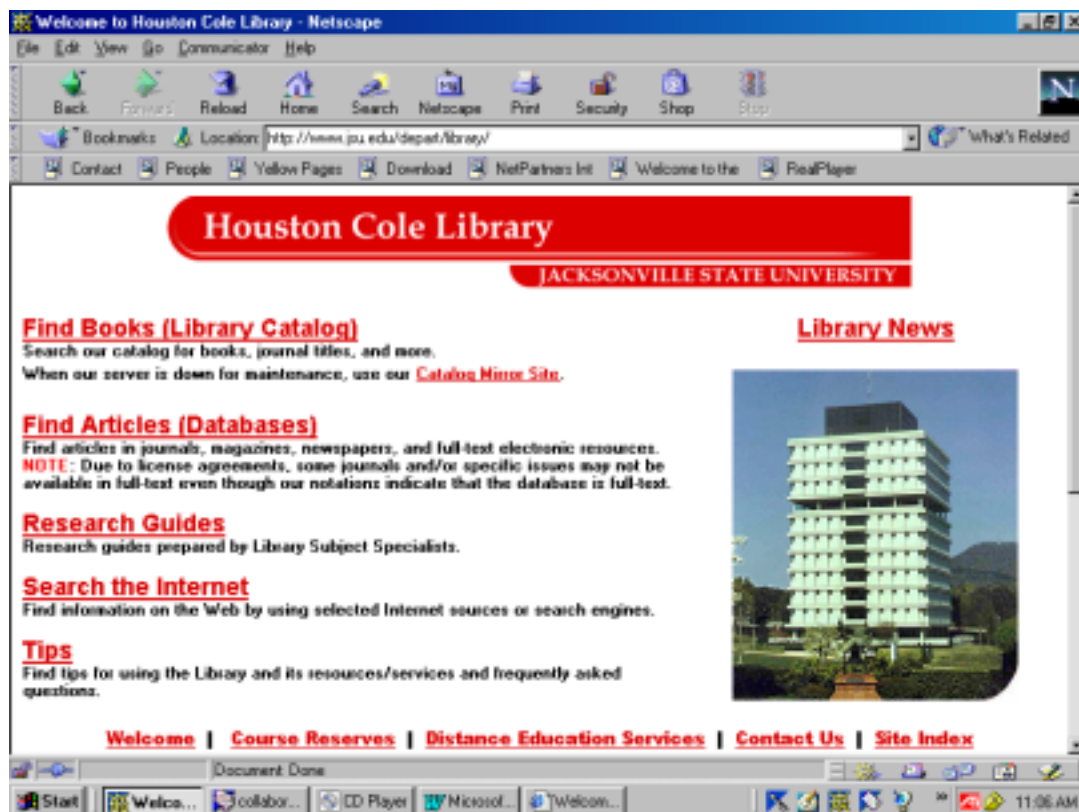 Welcome to Houston Cole Library - Netscape
File Edit View Go Communicator Help
Back Forward Reload Home Search Netscape Print Security Shop Stop
N
Bookmarks Location: http://www.jsu.edu/depart/library/ What's Related
Contact People Yellow Pages Download NetPartners Int Welcome to the RealPlayer
Houston Cole Library
JACKSONVILLE STATE UNIVERSITY
Find Books (Library Catalog)
Search our catalog for books, journal titles, and more.
When our server is down for maintenance, use our Catalog Mirror Site.
Library News
Find Articles (Databases)
Find articles in journals, magazines, newspapers, and full-text electronic resources.
NOTE: Due to license agreements, some journals and/or specific issues may not be
available in full-text even though our notations indicate that the database is full-text.
Research Guides
Research guides prepared by Library Subject Specialists.
Search the Internet
Find information on the Web by using selected Internet sources or search engines.
Tips
Find tips for using the Library and its resources/services and frequently asked
questions.
Welcome | Course Reserves | Distance Education Services | Contact Us | Site Index
Document: Done
Start Welco... collabor... CD Player Microsof... Welcom... 11:06 AM